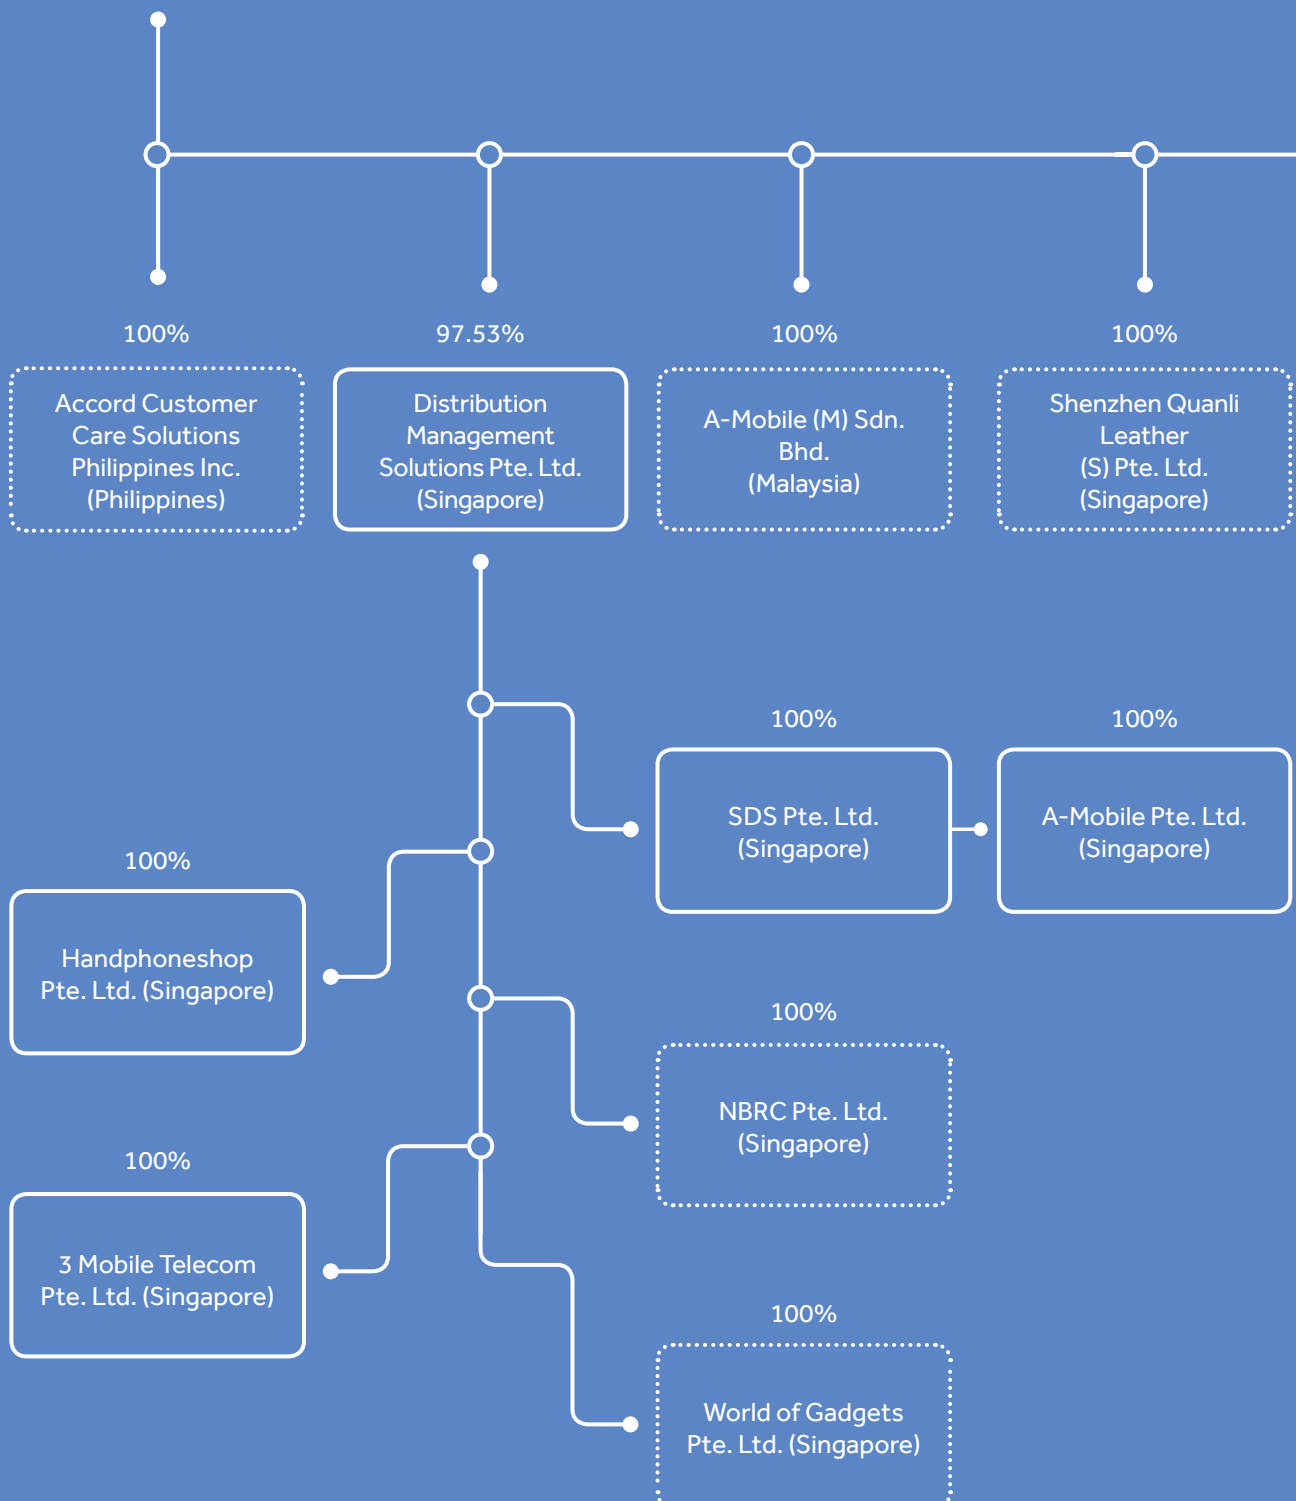 100%
Accord Customer
Care Solutions
Philippines Inc.
(Philippines)
97.53%
Distribution
Management
Solutions Pte. Ltd.
(Singapore)
100%
A-Mobile (M) Sdn.
Bhd.
(Malaysia)
100%
Shenzhen Quanli
Leather
(S) Pte. Ltd.
(Singapore)
100%
SDS Pte. Ltd.
(Singapore)
100%
A-Mobile Pte. Ltd.
(Singapore)
100%
Handphoneshop
Pte. Ltd. (Singapore)
100%
NBRC Pte. Ltd.
(Singapore)
100%
3 Mobile Telecom
Pte. Ltd. (Singapore)
100%
World of Gadgets
Pte. Ltd. (Singapore)